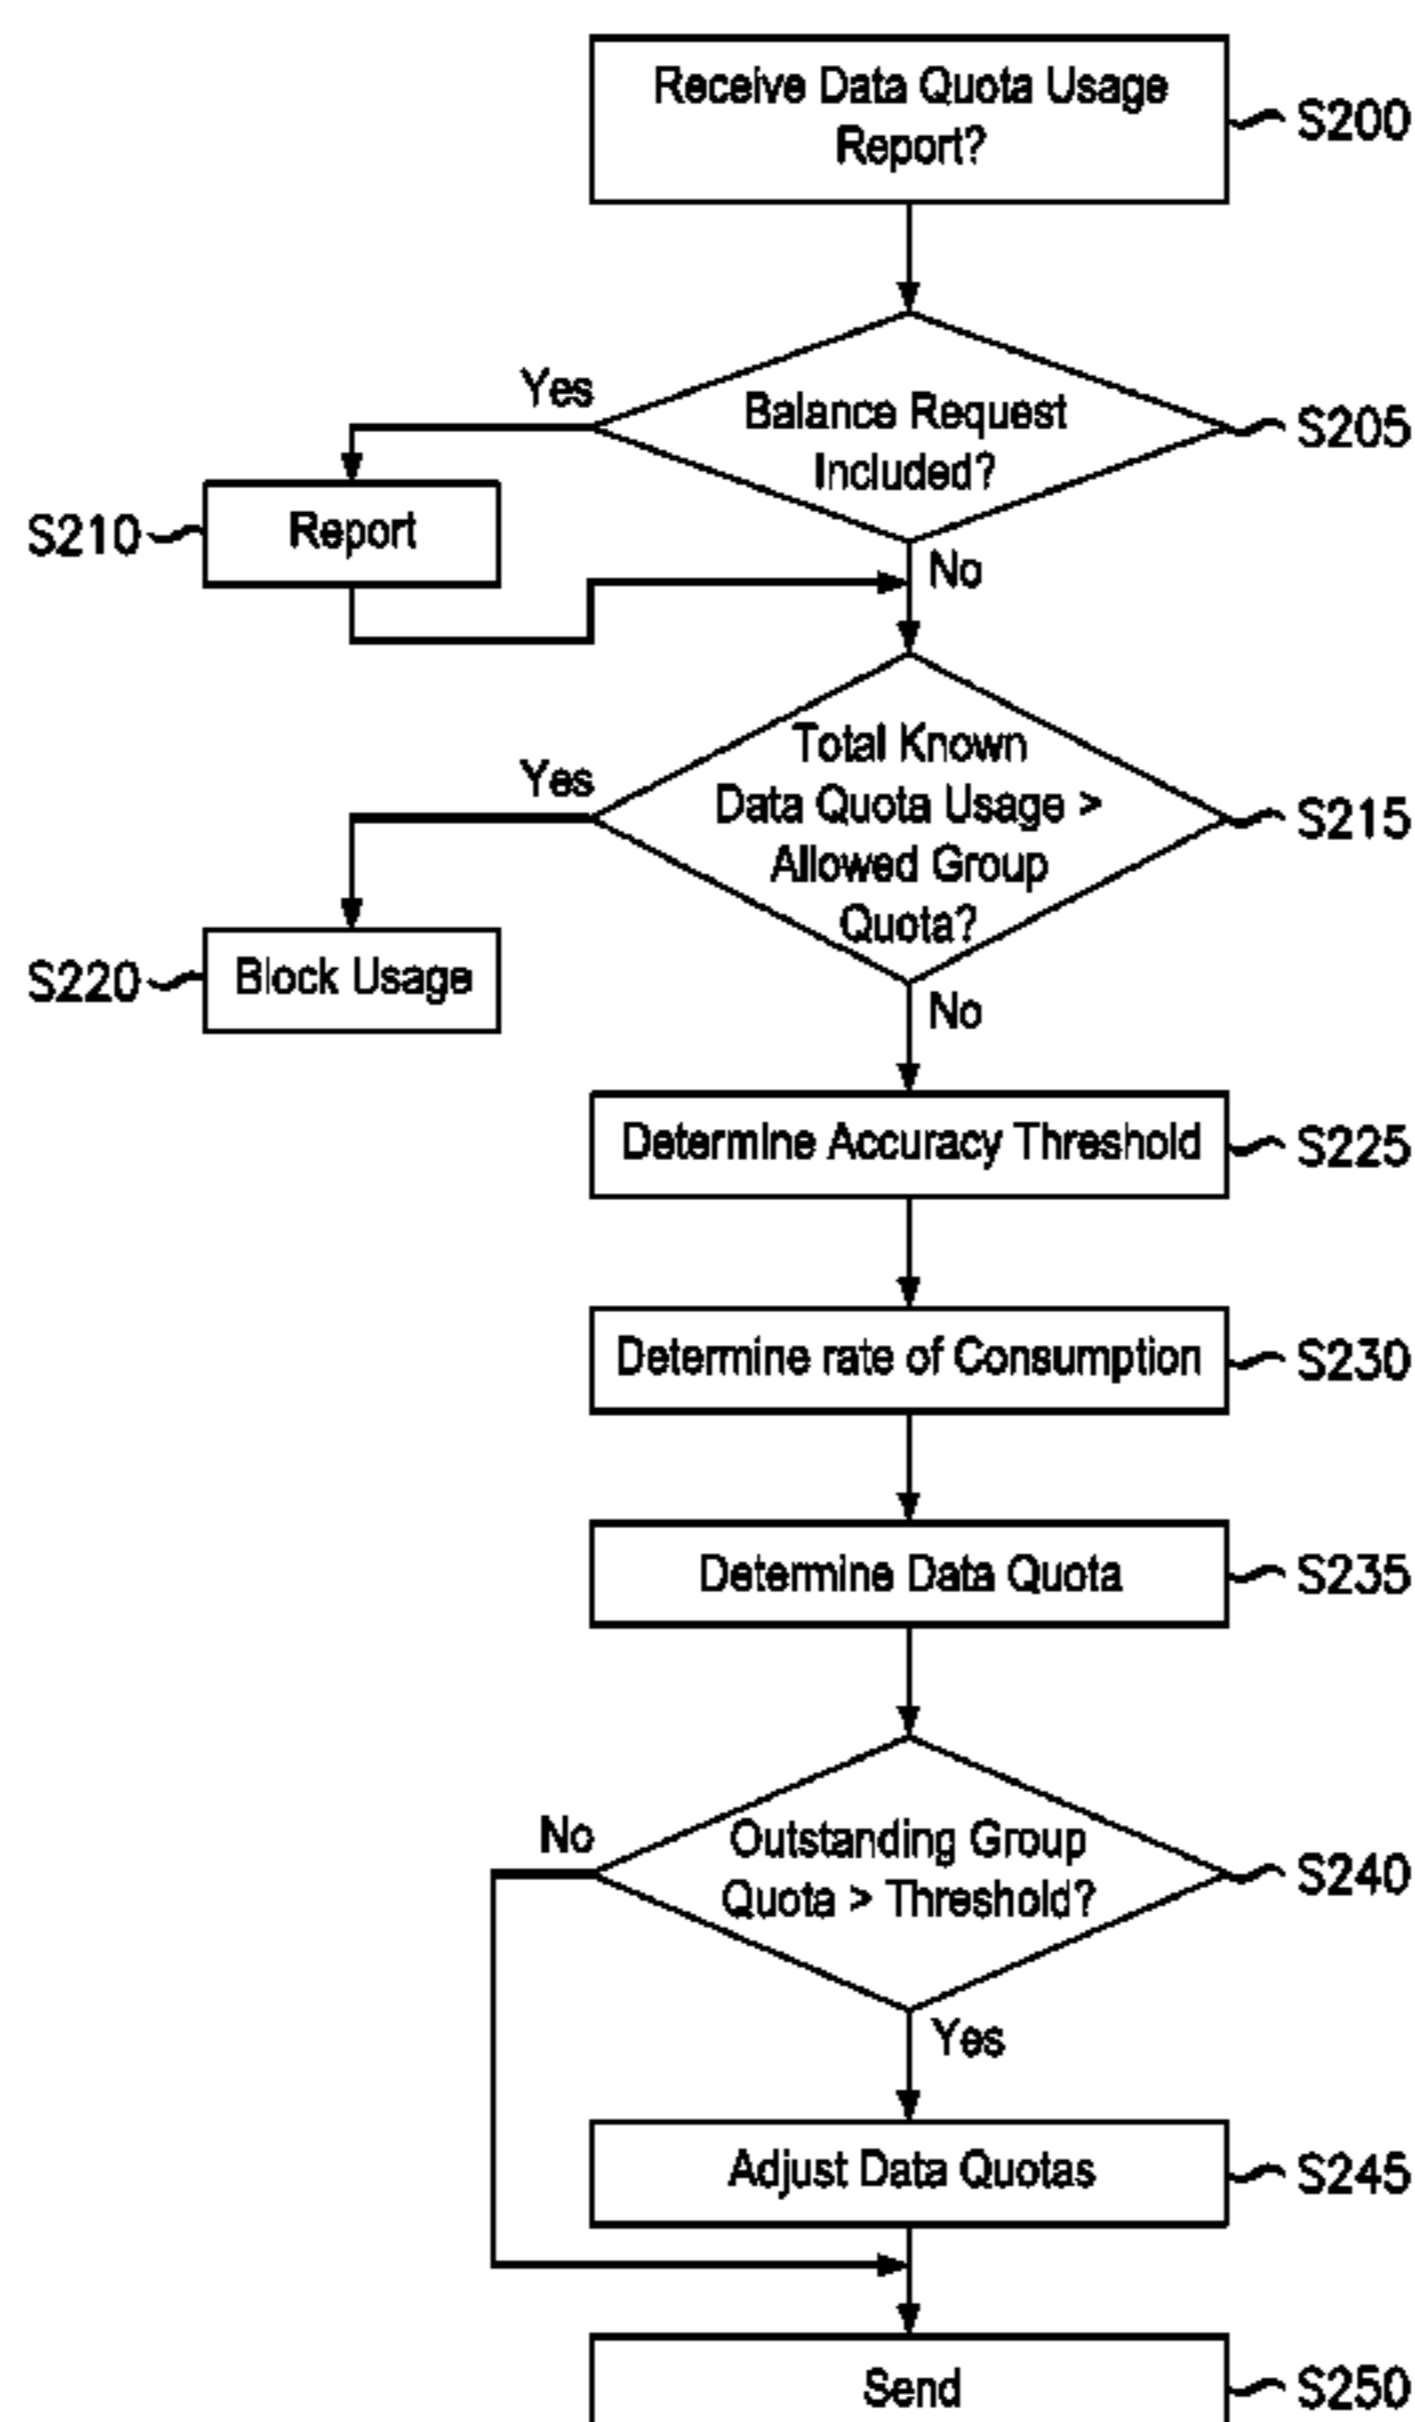 Receive Data Quota Usage
Report?
S200
Yes
Balance Request
Included?
S205
S210
Report
No
Total Known
Data Quota Usage >
Allowed Group
Quota?
Yes
S215
S220
Block Usage
No
Determine Accuracy Threshold
S225
Determine rate of Consumption
S230
Determine Data Quota
S235
No
Outstanding Group
Quota > Threshold?
S240
Yes
Adjust Data Quotas
S245
Send
S250